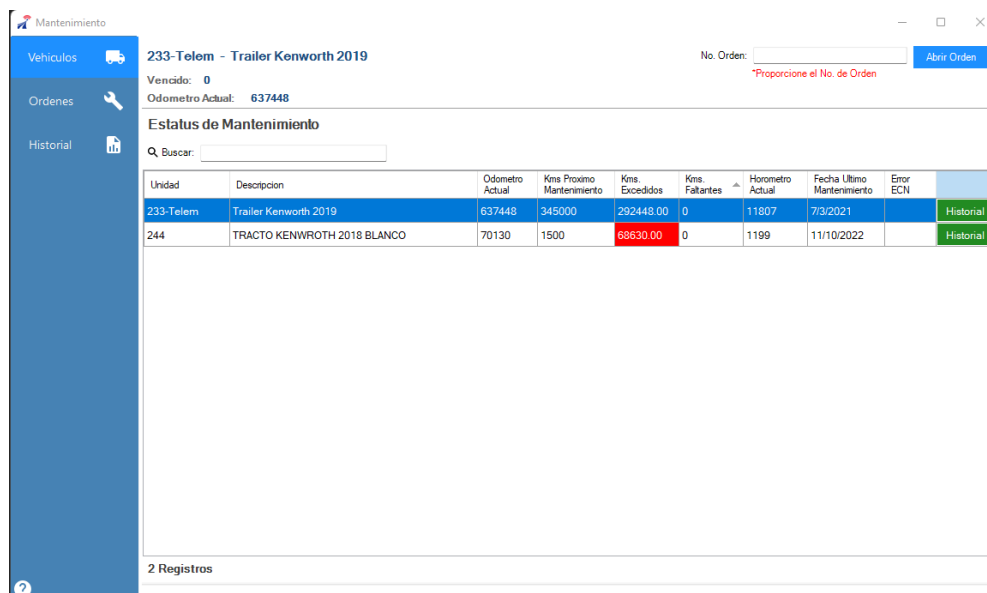 Mantenimiento
Vehiculos
Ordenes
Historial
233-Telem - Trailer Kenworth 2019
No. Orden:
Abrir Orden
*Proporcione el No. de Orden
Vencido: 0
Odometro Actual: 637448
Estatus de Mantenimiento
Buscar:
Unidad Descripcion Odometro Actual Kms Proximo Mantenimiento Kms. Excedidos Kms. Faltantes Horometro Actual Fecha Ultimo Mantenimiento Error ECN
233-Telem Trailer Kenworth 2019 637448 345000 292448.00 0 11807 7/3/2021 Historial
244 TRACTO KENWROTH 2018 BLANCO 70130 1500 68630.00 0 1199 11/10/2022 Historial
2 Registros
?